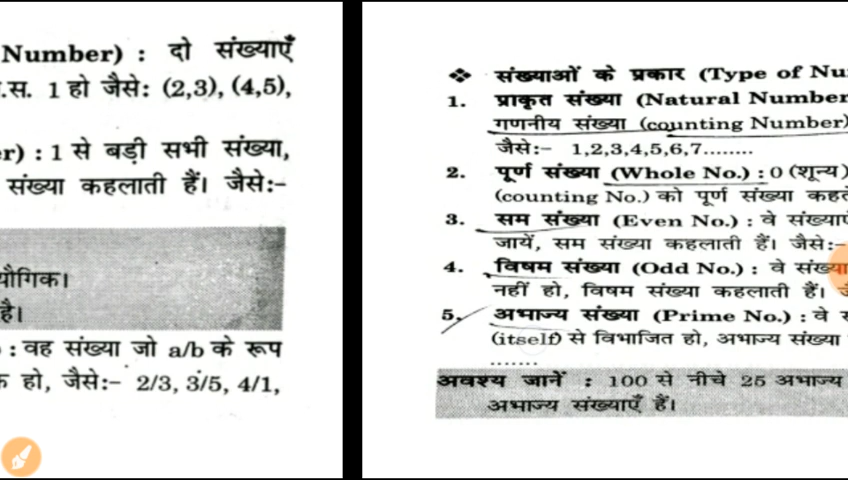 Number) : दो संख्याएँ
.स. 1 हो जैसे: (2,3), (4,5),
er) : 1 से बड़ी सभी संख्या,
संख्या कहलाती हैं। जैसे:-
यौगिक।
है।
) : वह संख्या जो a/b के रूप
क हो, जैसे:- 2/3, 3/5, 4/1,
❖ संख्याओं के प्रकार (Type of Nu
1. प्राकृत संख्या (Natural Number
गणनीय संख्या (counting Number)
जैसे:- 1,2,3,4,5,6,7........
2. पूर्ण संख्या (Whole No.) : 0 (शून्य)
(counting No.) को पूर्ण संख्या कहते
3. सम संख्या (Even No.) : वे संख्याएँ
जायें, सम संख्या कहलाती हैं। जैसे:-
4. विषम संख्या (Odd No.) : वे संख्या
नहीं हो, विषम संख्या कहलाती हैं।
5. अभाज्य संख्या (Prime No.) : वे
(itself) से विभाजित हो, अभाज्य संख्या
.......
अवश्य जानें : 100 से नीचे 25 अभाज्य
अभाज्य संख्याएँ हैं।